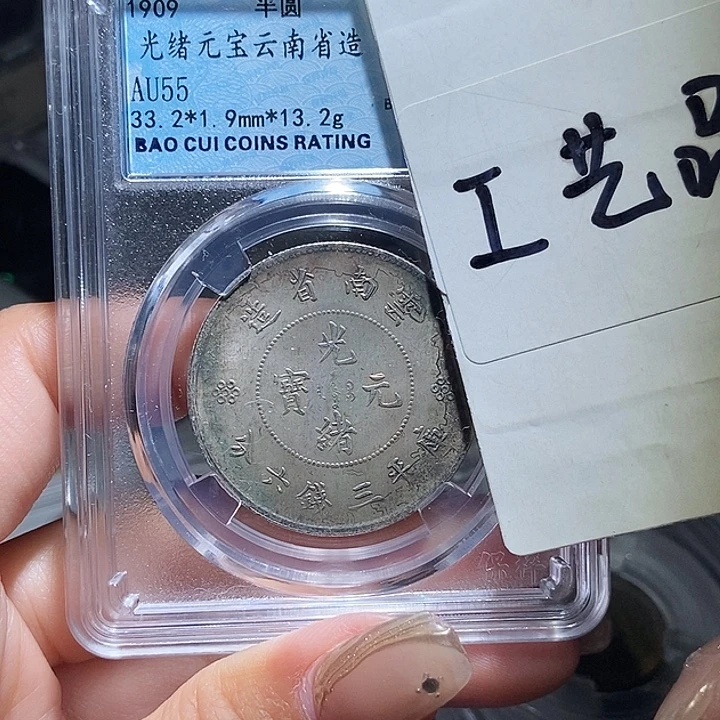 1909 半圆
光绪元宝云南省造
AU55
33.2*1.9mm*13.2g
BAO CUI COINS RATING
工艺品
雲南省造
光緒元寶
庫平三錢六分